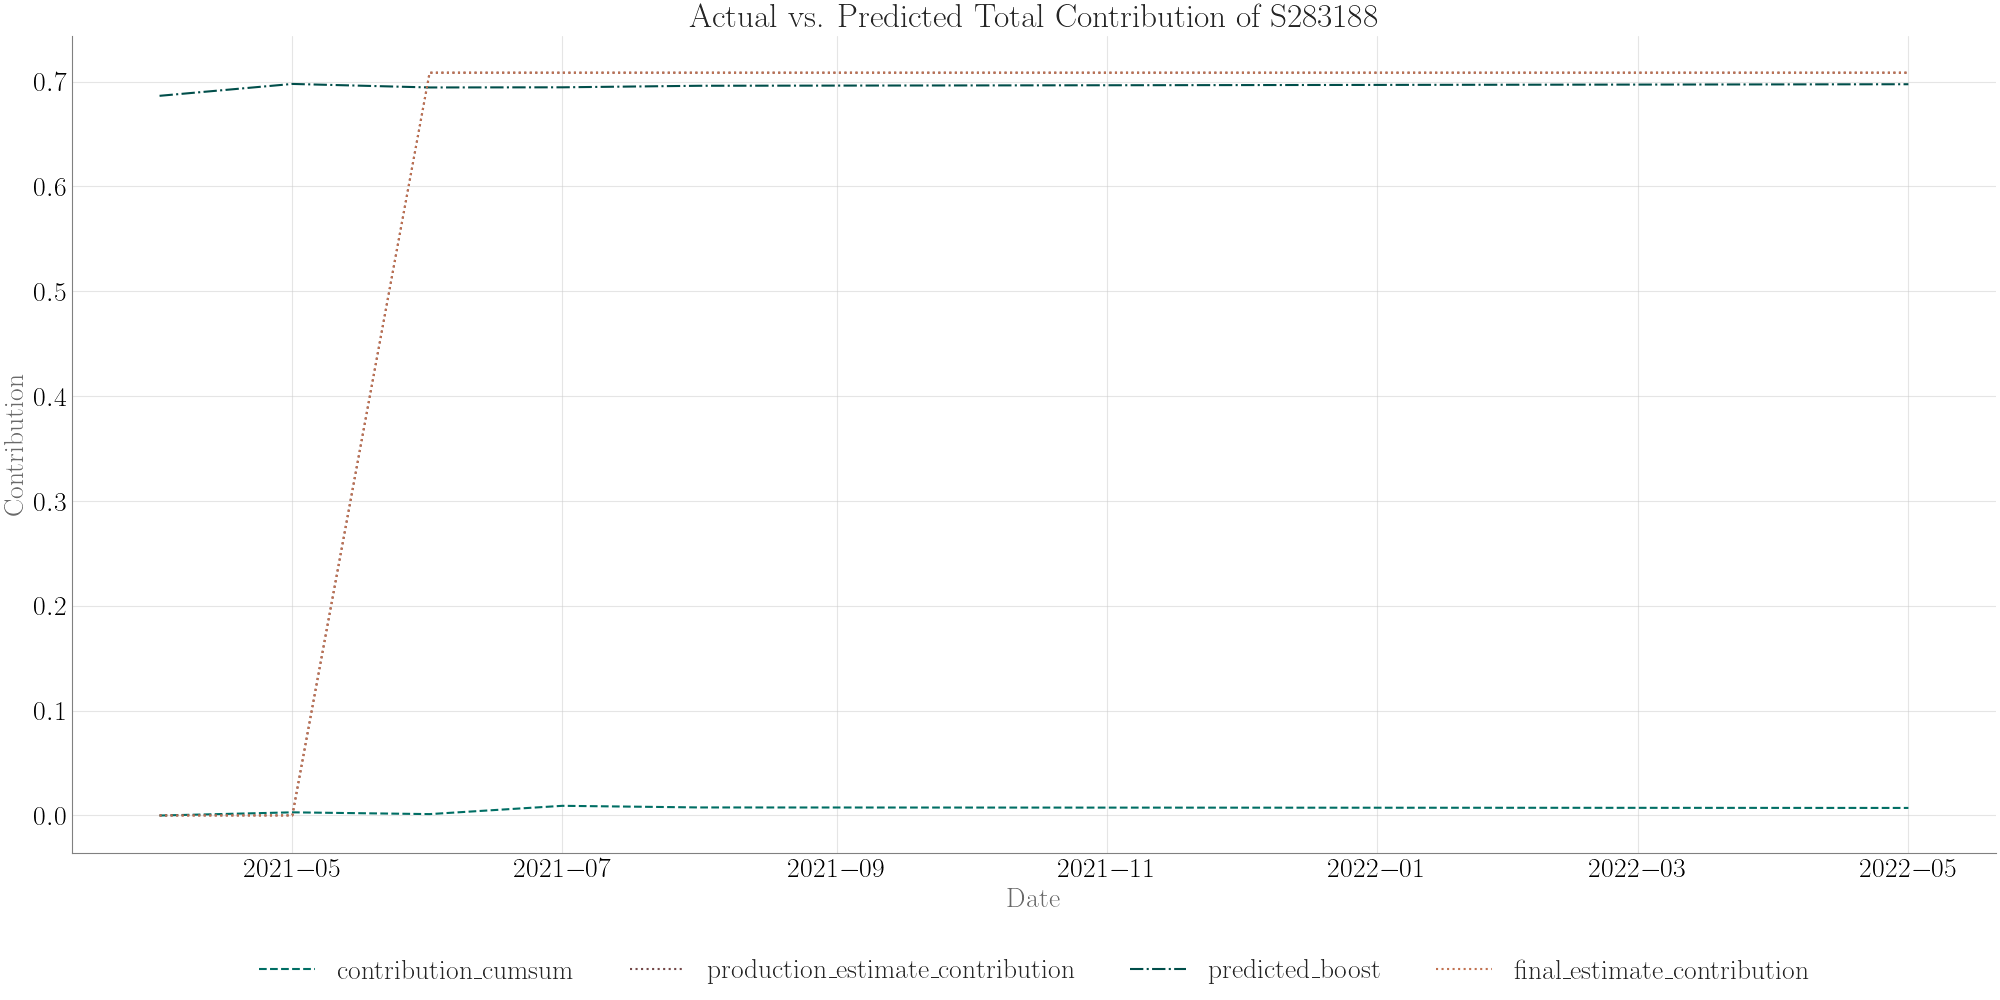 Actual vs. Predicted Total Contribution of S283188
Contribution
0.7
0.6
0.5
0.4
0.3
0.2
0.1
0.0
2021−05 2021−07 2021−09 2021−11 2022−01 2022−03 2022−05
Date
contribution_cumsum production_estimate_contribution predicted_boost final_estimate_contribution